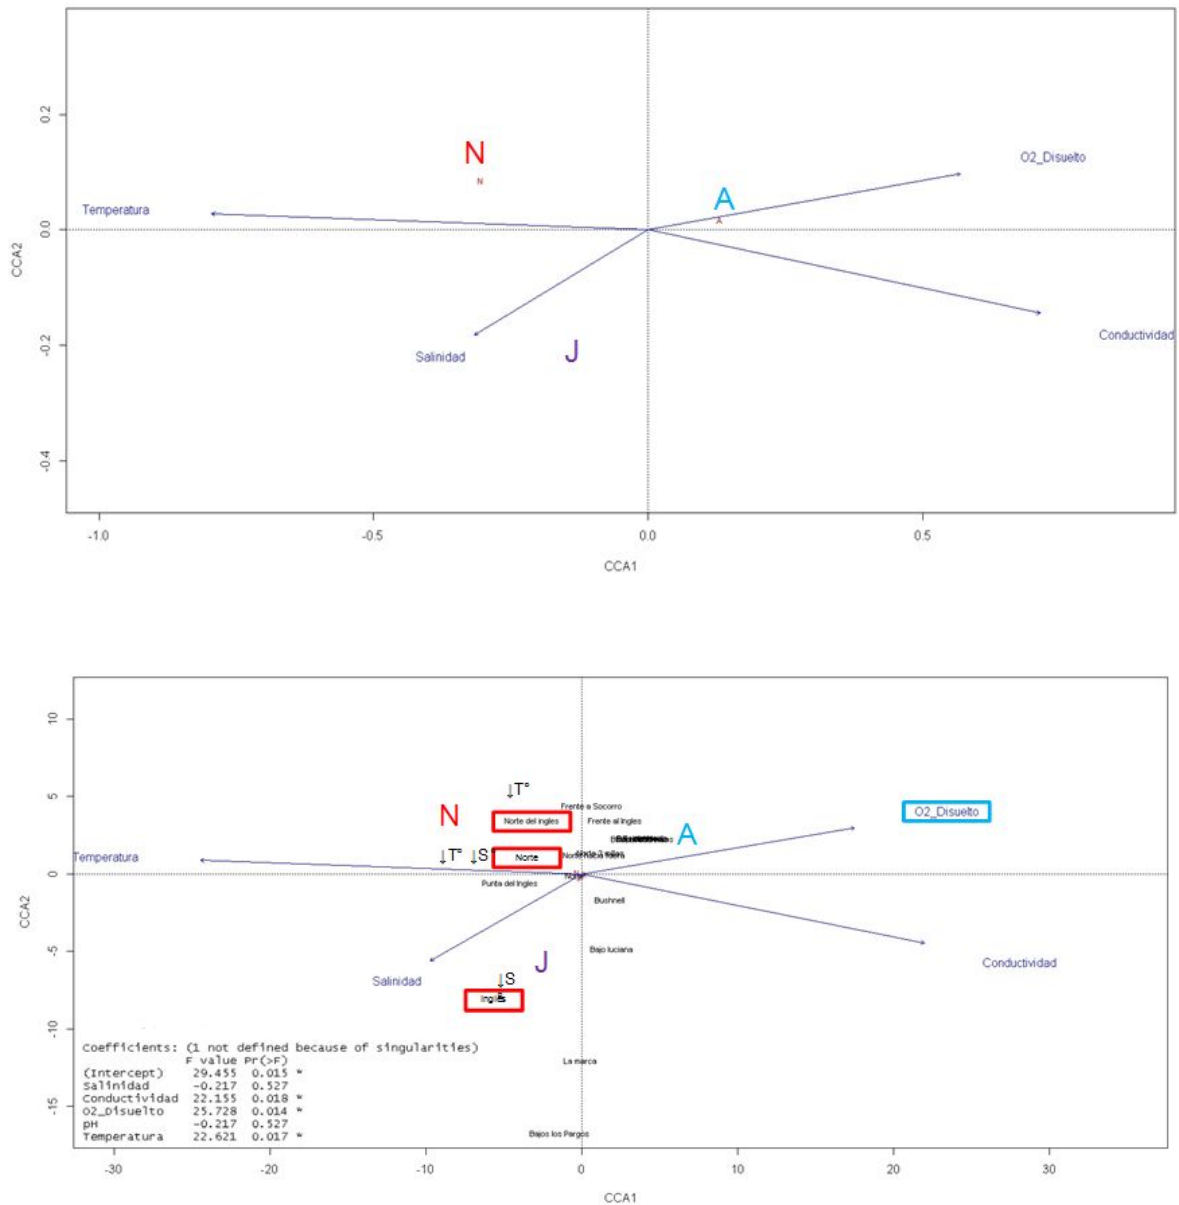 0.2
N
O2_Disuelto
N
A
Temperatura
A
0.0
CCA2
Conductividad
-0.2
J
Salinidad
-0.4
-1.0 -0.5 0.0 0.5
CCA1
10
5
↓T°
Frente a Socorro
N
Norte del ingles
Frente al Ingles
O2_Disuelto
A
Temperatura
↓T° ↓S°
Norte
Norte hacia fuera
0
Punta del Ingles
CCA2
Bushnell
-5
Bajo luciana
J
Conductividad
Salinidad
↓S
Ingles
-10
Coefficients: (1 not defined because of singularities)
F value Pr(>F)
La marca
(Intercept) 29.455 0.015 *
Salinidad -0.217 0.527
Conductividad 22.155 0.018 *
O2_Disuelto 25.728 0.014 *
-15
pH -0.217 0.527
Bajos los Pargos
Temperatura 22.621 0.017 *
-30 -20 -10 0 10 20 30
CCA1